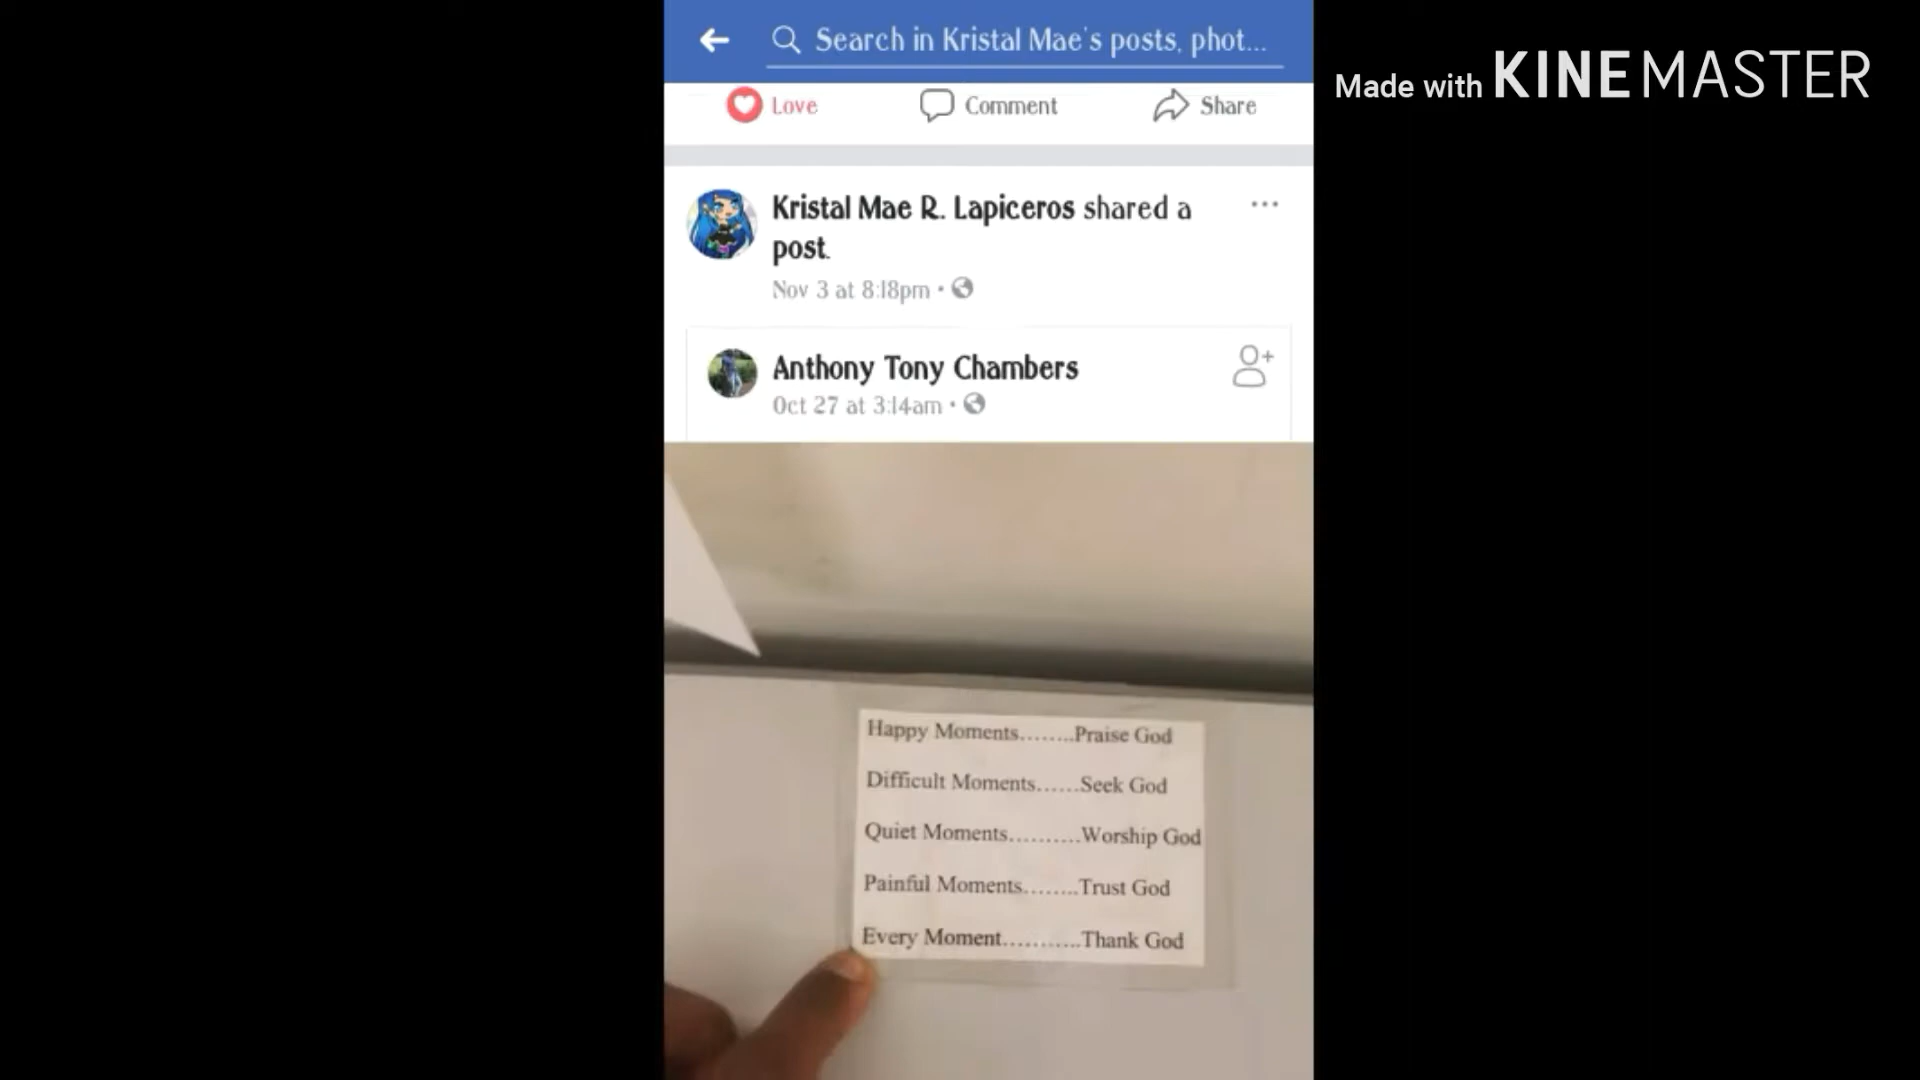 Search in Kristal Mae's posts, phot...
Made with KINEMASTER
Love Comment Share
Kristal Mae R. Lapiceros shared a
post.
Nov 3 at 8:18pm •
Anthony Tony Chambers
Oct 27 at 3:14am •
Happy Moments........Praise God
Difficult Moments......Seek God
Quiet Moments..........Worship God
Painful Moments........Trust God
Every Moment...........Thank God